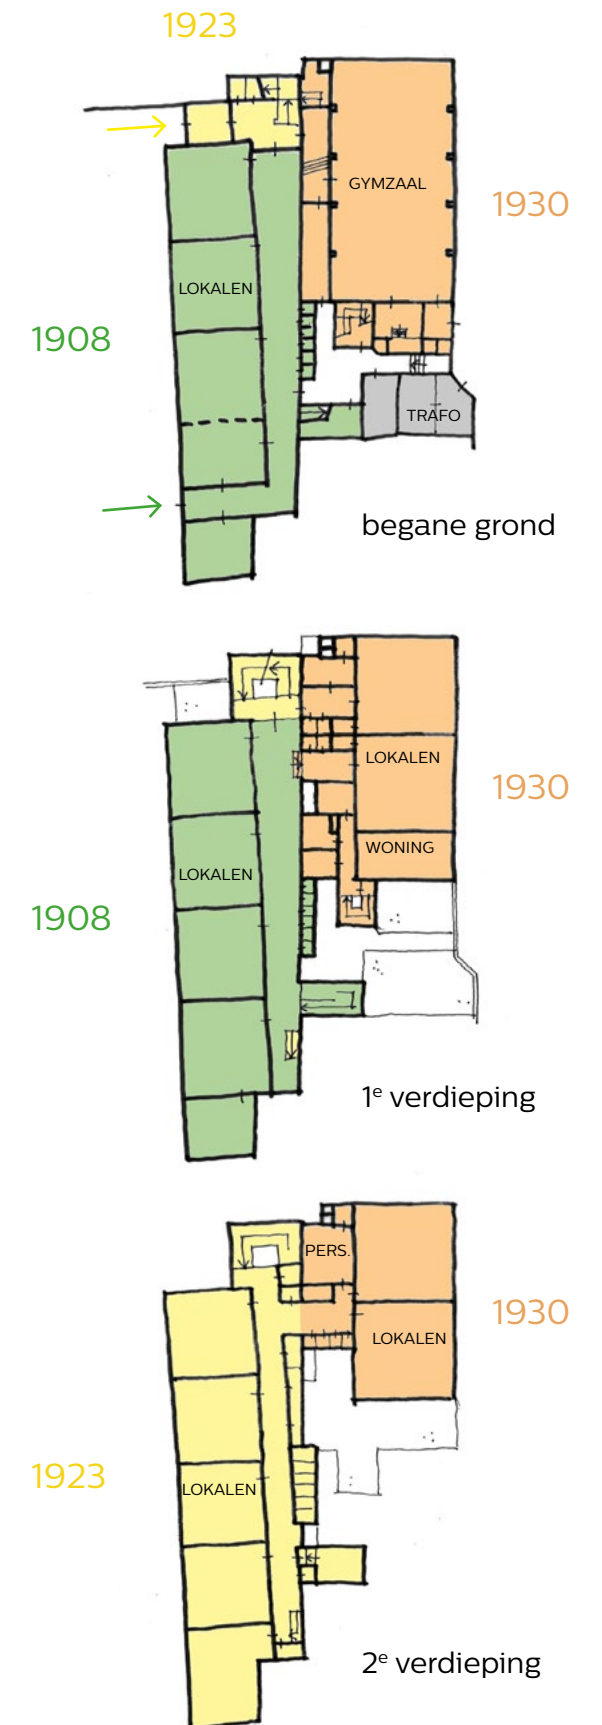 1923
GYMZAAL
1930
LOKALEN
1908
TRAFO
begane grond
LOKALEN
1930
WONING
LOKALEN
1908
1e verdieping
PERS.
1930
LOKALEN
1923
LOKALEN
2e verdieping